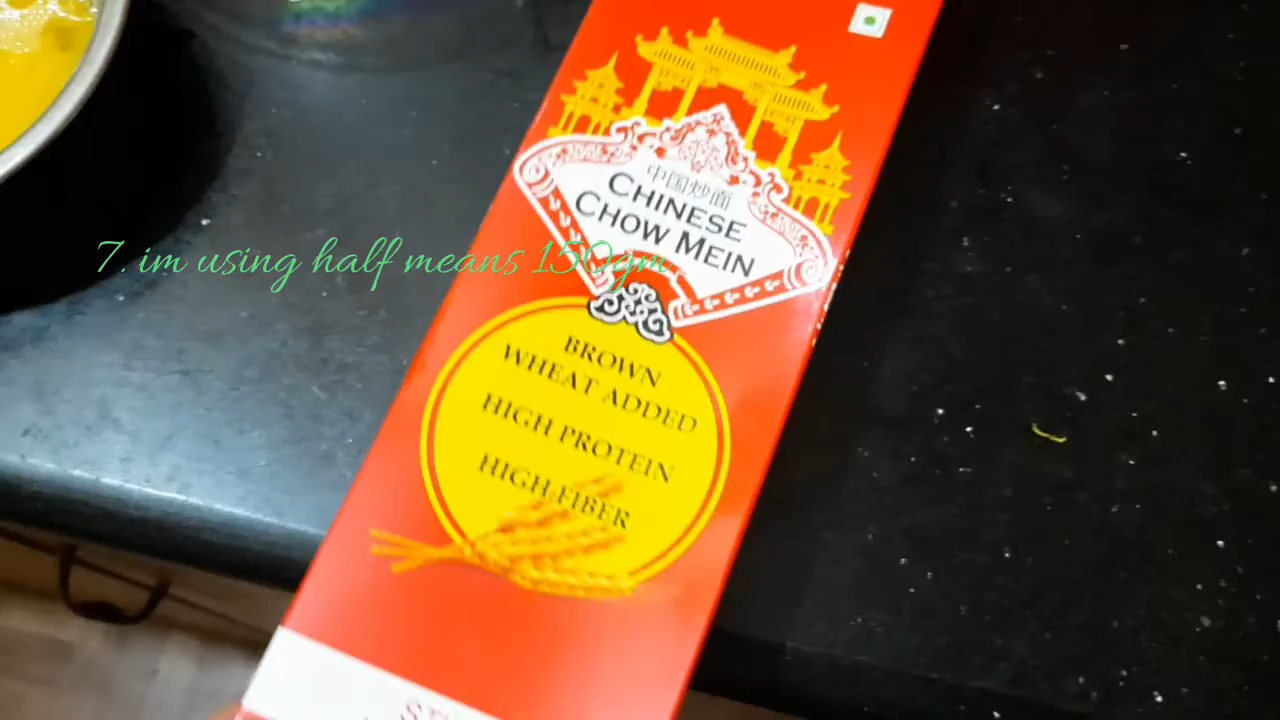 中国炒面
CHINESE
CHOW MEIN
7. im using half means 150gm
BROWN
WHEAT ADDED
HIGH PROTEIN
HIGH FIBER